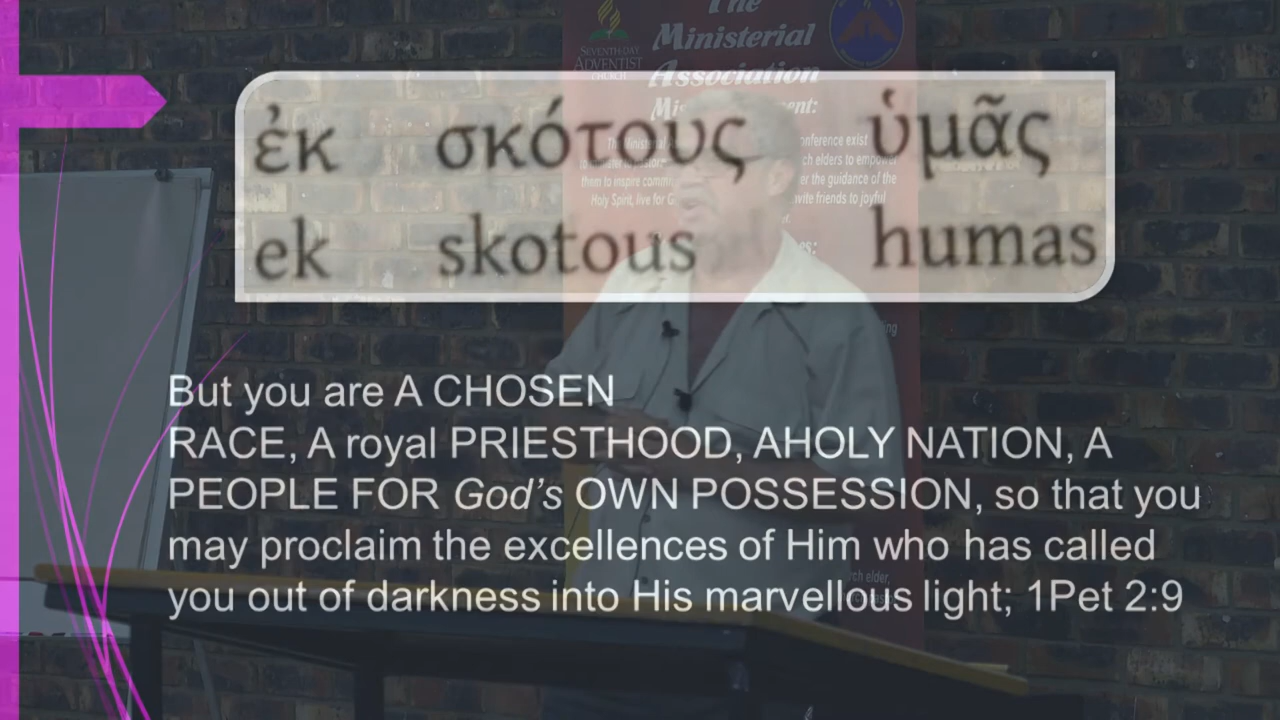 The
Ministerial
SEVENTH-DAY
ADVENTIST
CHURCH
Association
ἐκ σκότους ὑμᾶς
ek skotous humas
But you are A CHOSEN
RACE, A royal PRIESTHOOD, AHOLY NATION, A
PEOPLE FOR God’s OWN POSSESSION, so that you
may proclaim the excellences of Him who has called
you out of darkness into His marvellous light; 1Pet 2:9